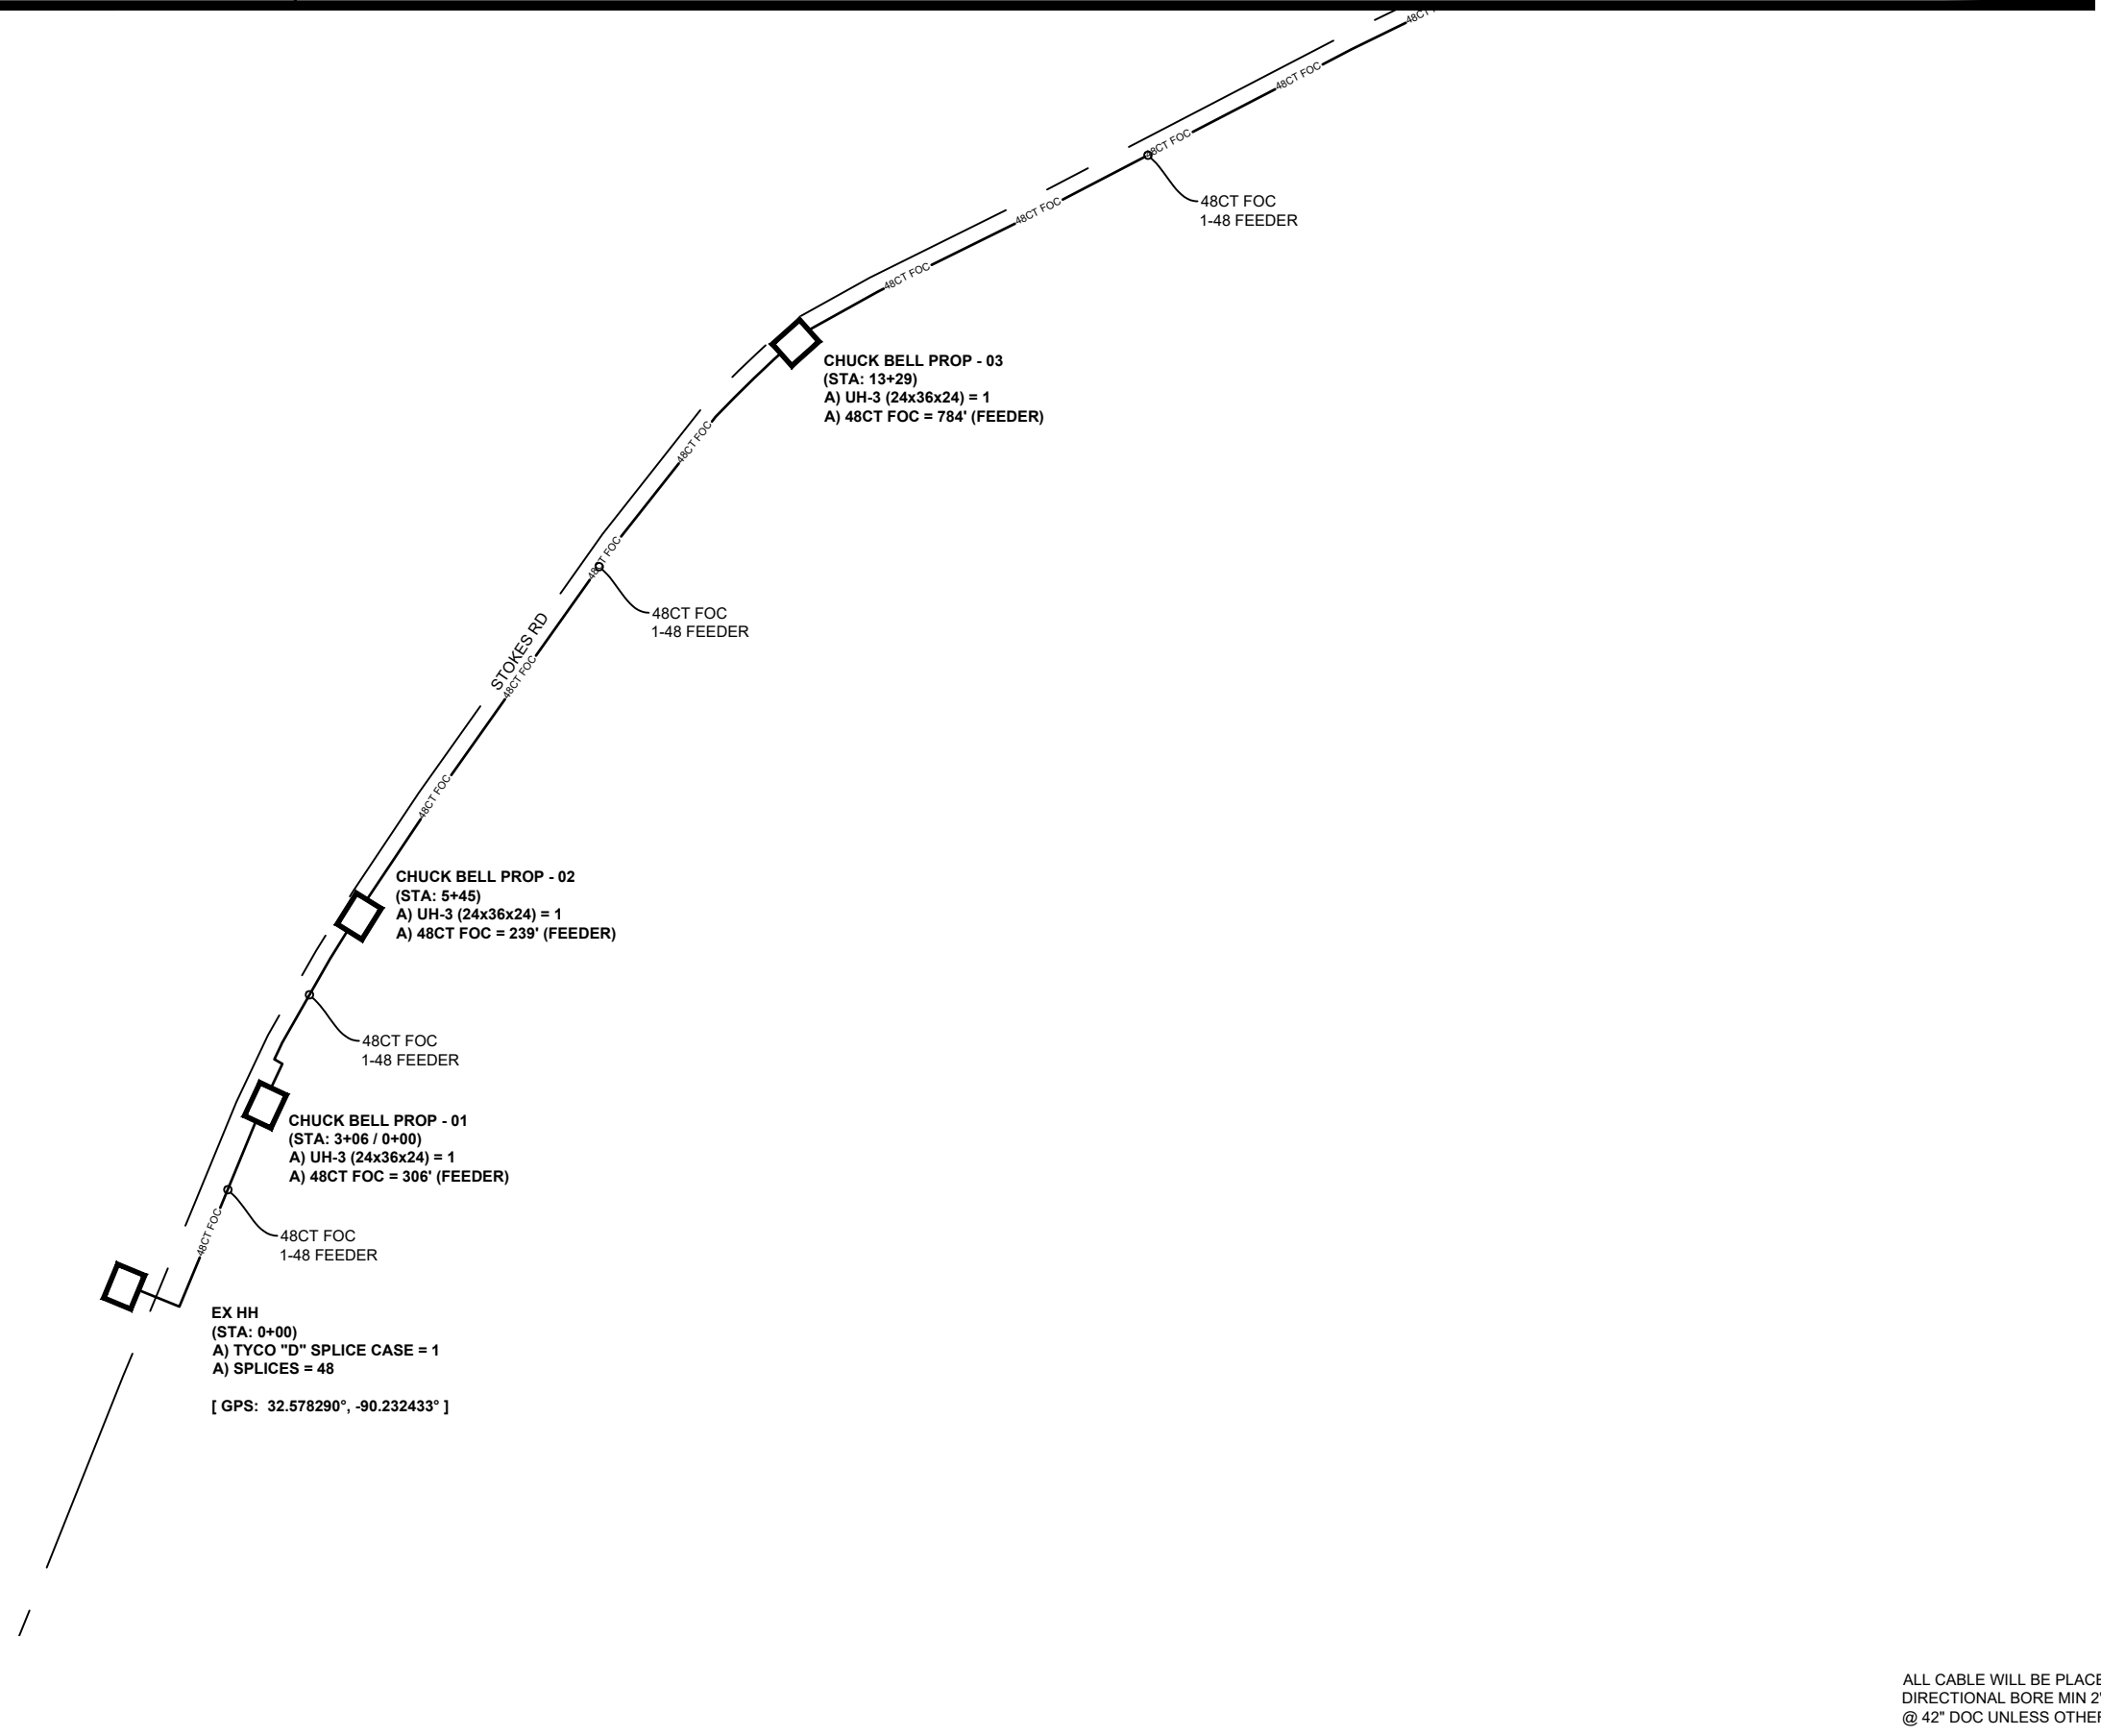 48CT
48CT FOC
48CT FOC
48CT FOC
1-48 FEEDER
48CT FOC
48CT FOC
CHUCK BELL PROP - 03
(STA: 13+29)
A) UH-3 (24x36x24) = 1
A) 48CT FOC = 784' (FEEDER)
48CT FOC
48CT FOC
48CT FOC
1-48 FEEDER
STOKES RD
48CT FOC
48CT FOC
CHUCK BELL PROP - 02
(STA: 5+45)
A) UH-3 (24x36x24) = 1
A) 48CT FOC = 239' (FEEDER)
48CT FOC
1-48 FEEDER
CHUCK BELL PROP - 01
(STA: 3+06 / 0+00)
A) UH-3 (24x36x24) = 1
A) 48CT FOC = 306' (FEEDER)
48CT FOC
48CT FOC
1-48 FEEDER
EX HH
(STA: 0+00)
A) TYCO "D" SPLICE CASE = 1
A) SPLICES = 48
[ GPS: 32.578290°, -90.232433° ]
ALL CABLE WILL BE PLACE
DIRECTIONAL BORE MIN 2'
@ 42" DOC UNLESS OTHER